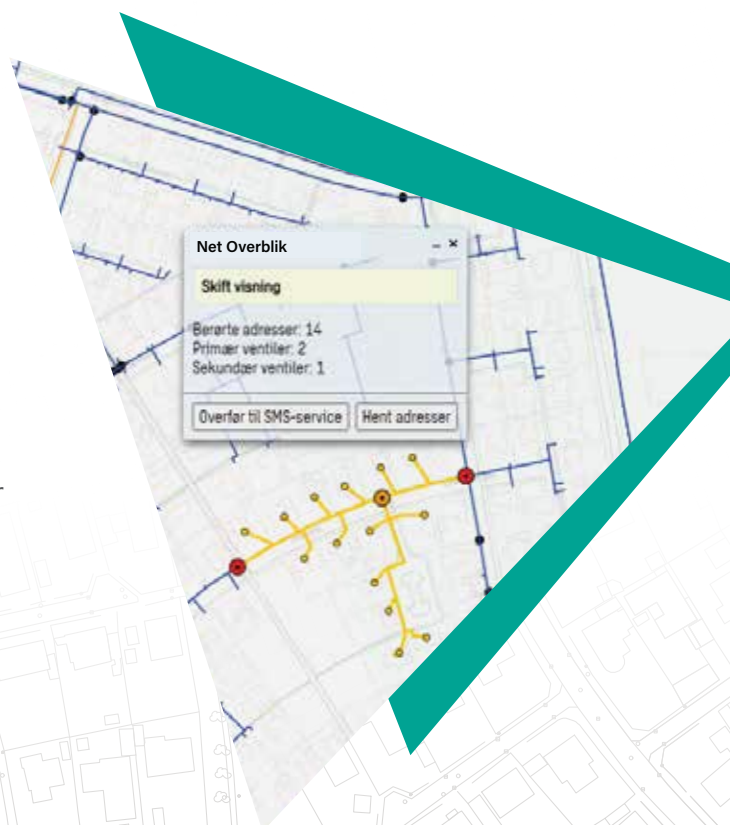 Net Overblik
Skift visning
Berørte adresser: 14
Primær ventiler: 2
Sekundær ventiler: 1
Overfør til SMS-service
Hent adresser